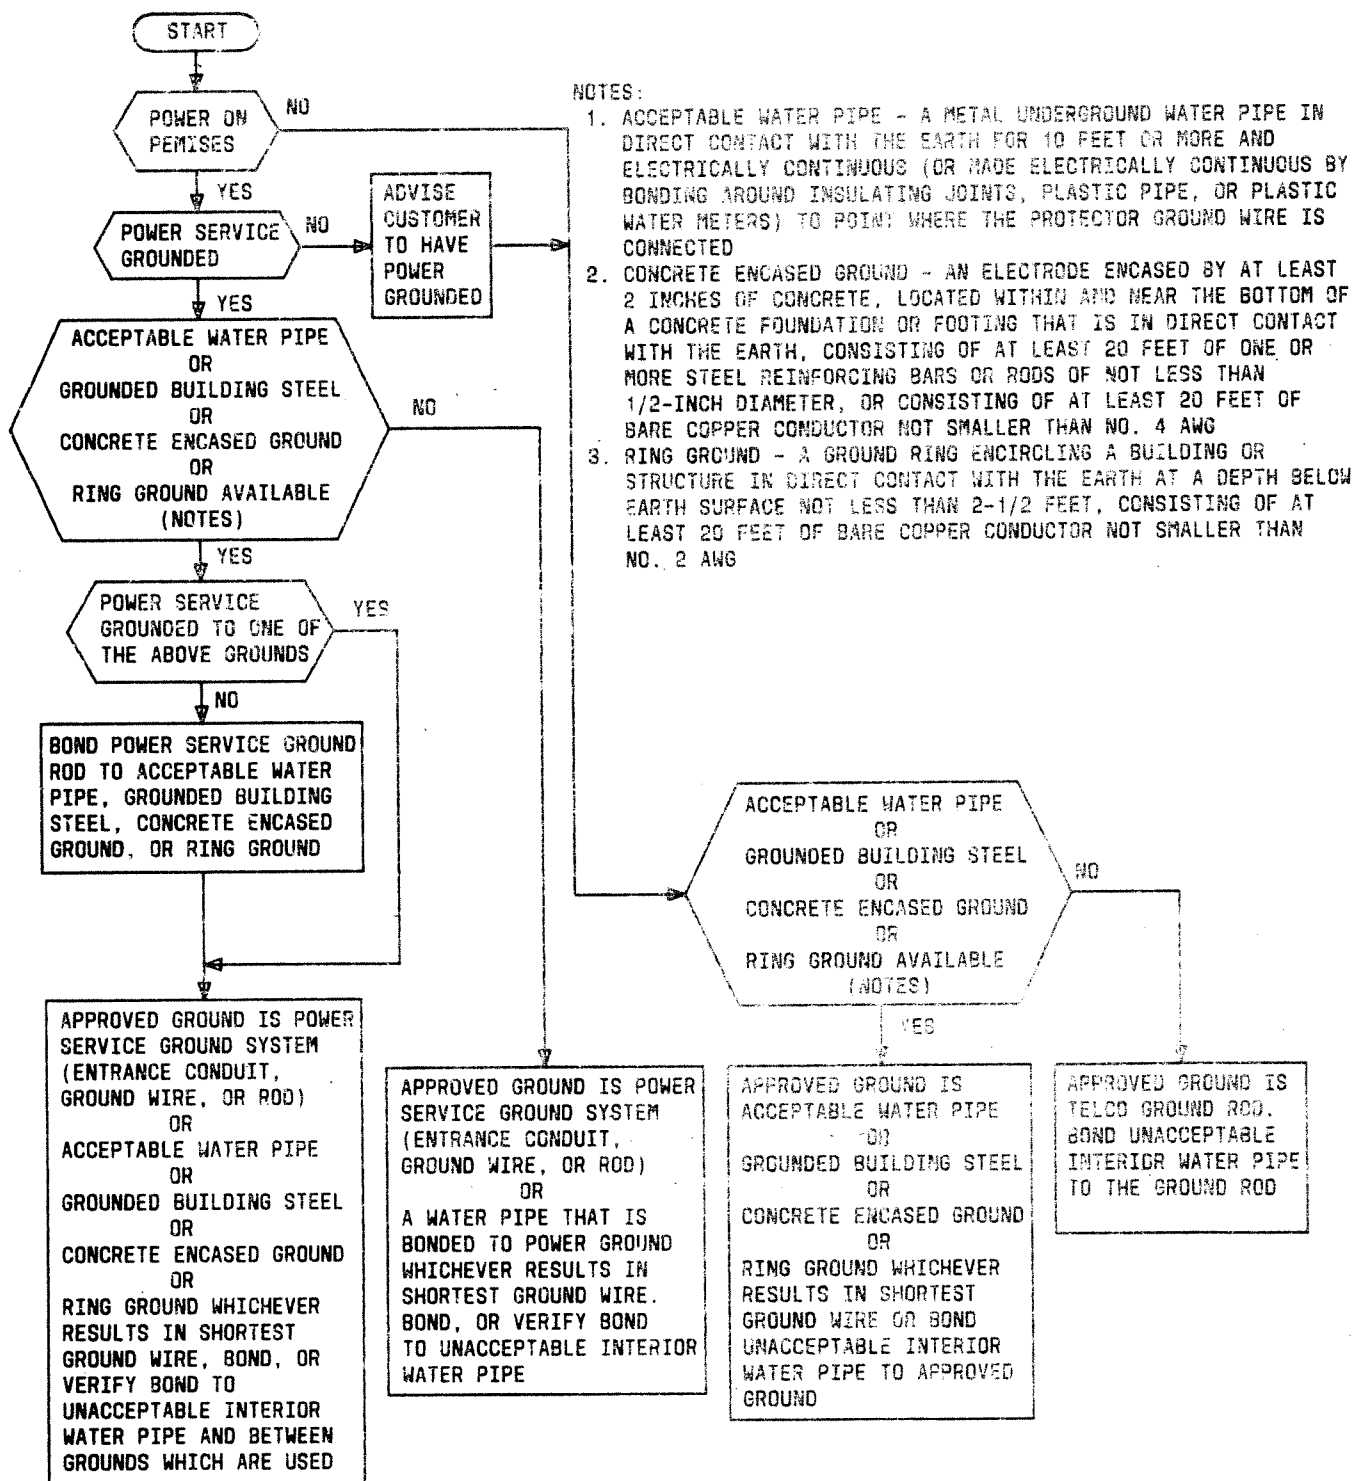 START
POWER ON
PEMISES
NO
YES
POWER SERVICE
GROUNDED
NO
ADVISE
CUSTOMER
TO HAVE
POWER
GROUNDED
YES
ACCEPTABLE WATER PIPE
OR
GROUNDED BUILDING STEEL
OR
CONCRETE ENCASED GROUND
OR
RING GROUND AVAILABLE
(NOTES)
NO
YES
POWER SERVICE
GROUNDED TO ONE OF
THE ABOVE GROUNDS
YES
NO
BOND POWER SERVICE GROUND
ROD TO ACCEPTABLE WATER
PIPE, GROUNDED BUILDING
STEEL, CONCRETE ENCASED
GROUND, OR RING GROUND
APPROVED GROUND IS POWER
SERVICE GROUND SYSTEM
(ENTRANCE CONDUIT,
GROUND WIRE, OR ROD)
OR
ACCEPTABLE WATER PIPE
OR
GROUNDED BUILDING STEEL
OR
CONCRETE ENCASED GROUND
OR
RING GROUND WHICHEVER
RESULTS IN SHORTEST
GROUND WIRE, BOND, OR
VERIFY BOND TO
UNACCEPTABLE INTERIOR
WATER PIPE AND BETWEEN
GROUNDS WHICH ARE USED
APPROVED GROUND IS POWER
SERVICE GROUND SYSTEM
(ENTRANCE CONDUIT,
GROUND WIRE, OR ROD)
OR
A WATER PIPE THAT IS
BONDED TO POWER GROUND
WHICHEVER RESULTS IN
SHORTEST GROUND WIRE.
BOND, OR VERIFY BOND
TO UNACCEPTABLE INTERIOR
WATER PIPE
NOTES:
1. ACCEPTABLE WATER PIPE - A METAL UNDERGROUND WATER PIPE IN
DIRECT CONTACT WITH THE EARTH FOR 10 FEET OR MORE AND
ELECTRICALLY CONTINUOUS (OR MADE ELECTRICALLY CONTINUOUS BY
BONDING AROUND INSULATING JOINTS, PLASTIC PIPE, OR PLASTIC
WATER METERS) TO POINT WHERE THE PROTECTOR GROUND WIRE IS
CONNECTED
2. CONCRETE ENCASED GROUND - AN ELECTRODE ENCASED BY AT LEAST
2 INCHES OF CONCRETE, LOCATED WITHIN AND NEAR THE BOTTOM OF
A CONCRETE FOUNDATION OR FOOTING THAT IS IN DIRECT CONTACT
WITH THE EARTH, CONSISTING OF AT LEAST 20 FEET OF ONE OR
MORE STEEL REINFORCING BARS OR RODS OF NOT LESS THAN
1/2-INCH DIAMETER, OR CONSISTING OF AT LEAST 20 FEET OF
BARE COPPER CONDUCTOR NOT SMALLER THAN NO. 4 AWG
3. RING GROUND - A GROUND RING ENCIRCLING A BUILDING OR
STRUCTURE IN DIRECT CONTACT WITH THE EARTH AT A DEPTH BELOW
EARTH SURFACE NOT LESS THAN 2-1/2 FEET, CONSISTING OF AT
LEAST 20 FEET OF BARE COPPER CONDUCTOR NOT SMALLER THAN
NO. 2 AWG
ACCEPTABLE WATER PIPE
OR
GROUNDED BUILDING STEEL
OR
CONCRETE ENCASED GROUND
OR
RING GROUND AVAILABLE
(NOTES)
NO
YES
APPROVED GROUND IS
ACCEPTABLE WATER PIPE
OR
GROUNDED BUILDING STEEL
OR
CONCRETE ENCASED GROUND
OR
RING GROUND WHICHEVER
RESULTS IN SHORTEST
GROUND WIRE OR BOND
UNACCEPTABLE INTERIOR
WATER PIPE TO APPROVED
GROUND
APPROVED GROUND IS
TELCO GROUND ROD.
BOND UNACCEPTABLE
INTERIOR WATER PIPE
TO THE GROUND ROD